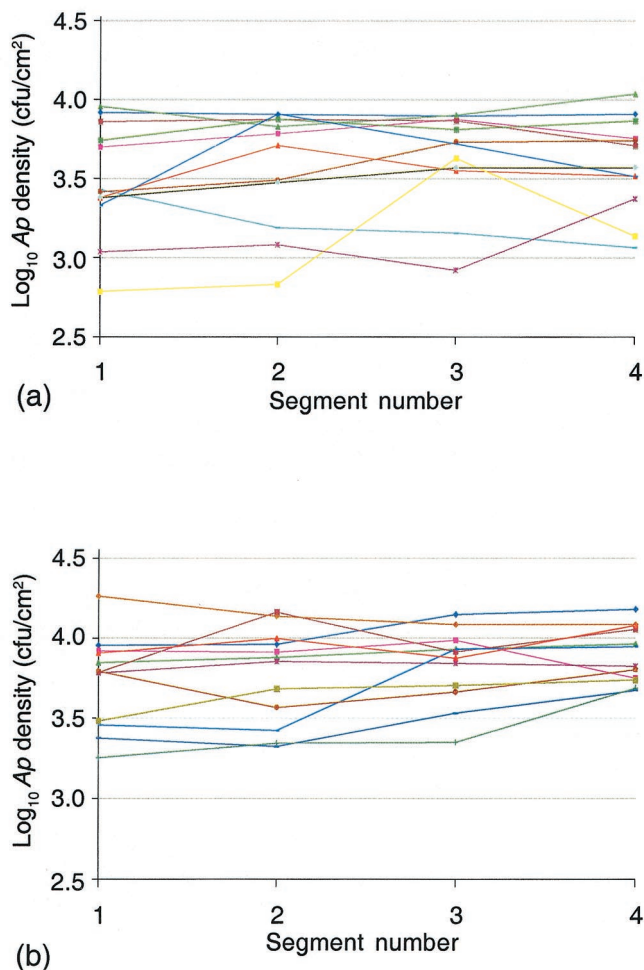 Log₁₀ Ap density (cfu/cm²)
4.5
4.0
3.5
3.0
2.5
1 2 3 4
Segment number
(a)
Log₁₀ Ap density (cfu/cm²)
4.5
4.0
3.5
3.0
2.5
1 2 3 4
Segment number
(b)